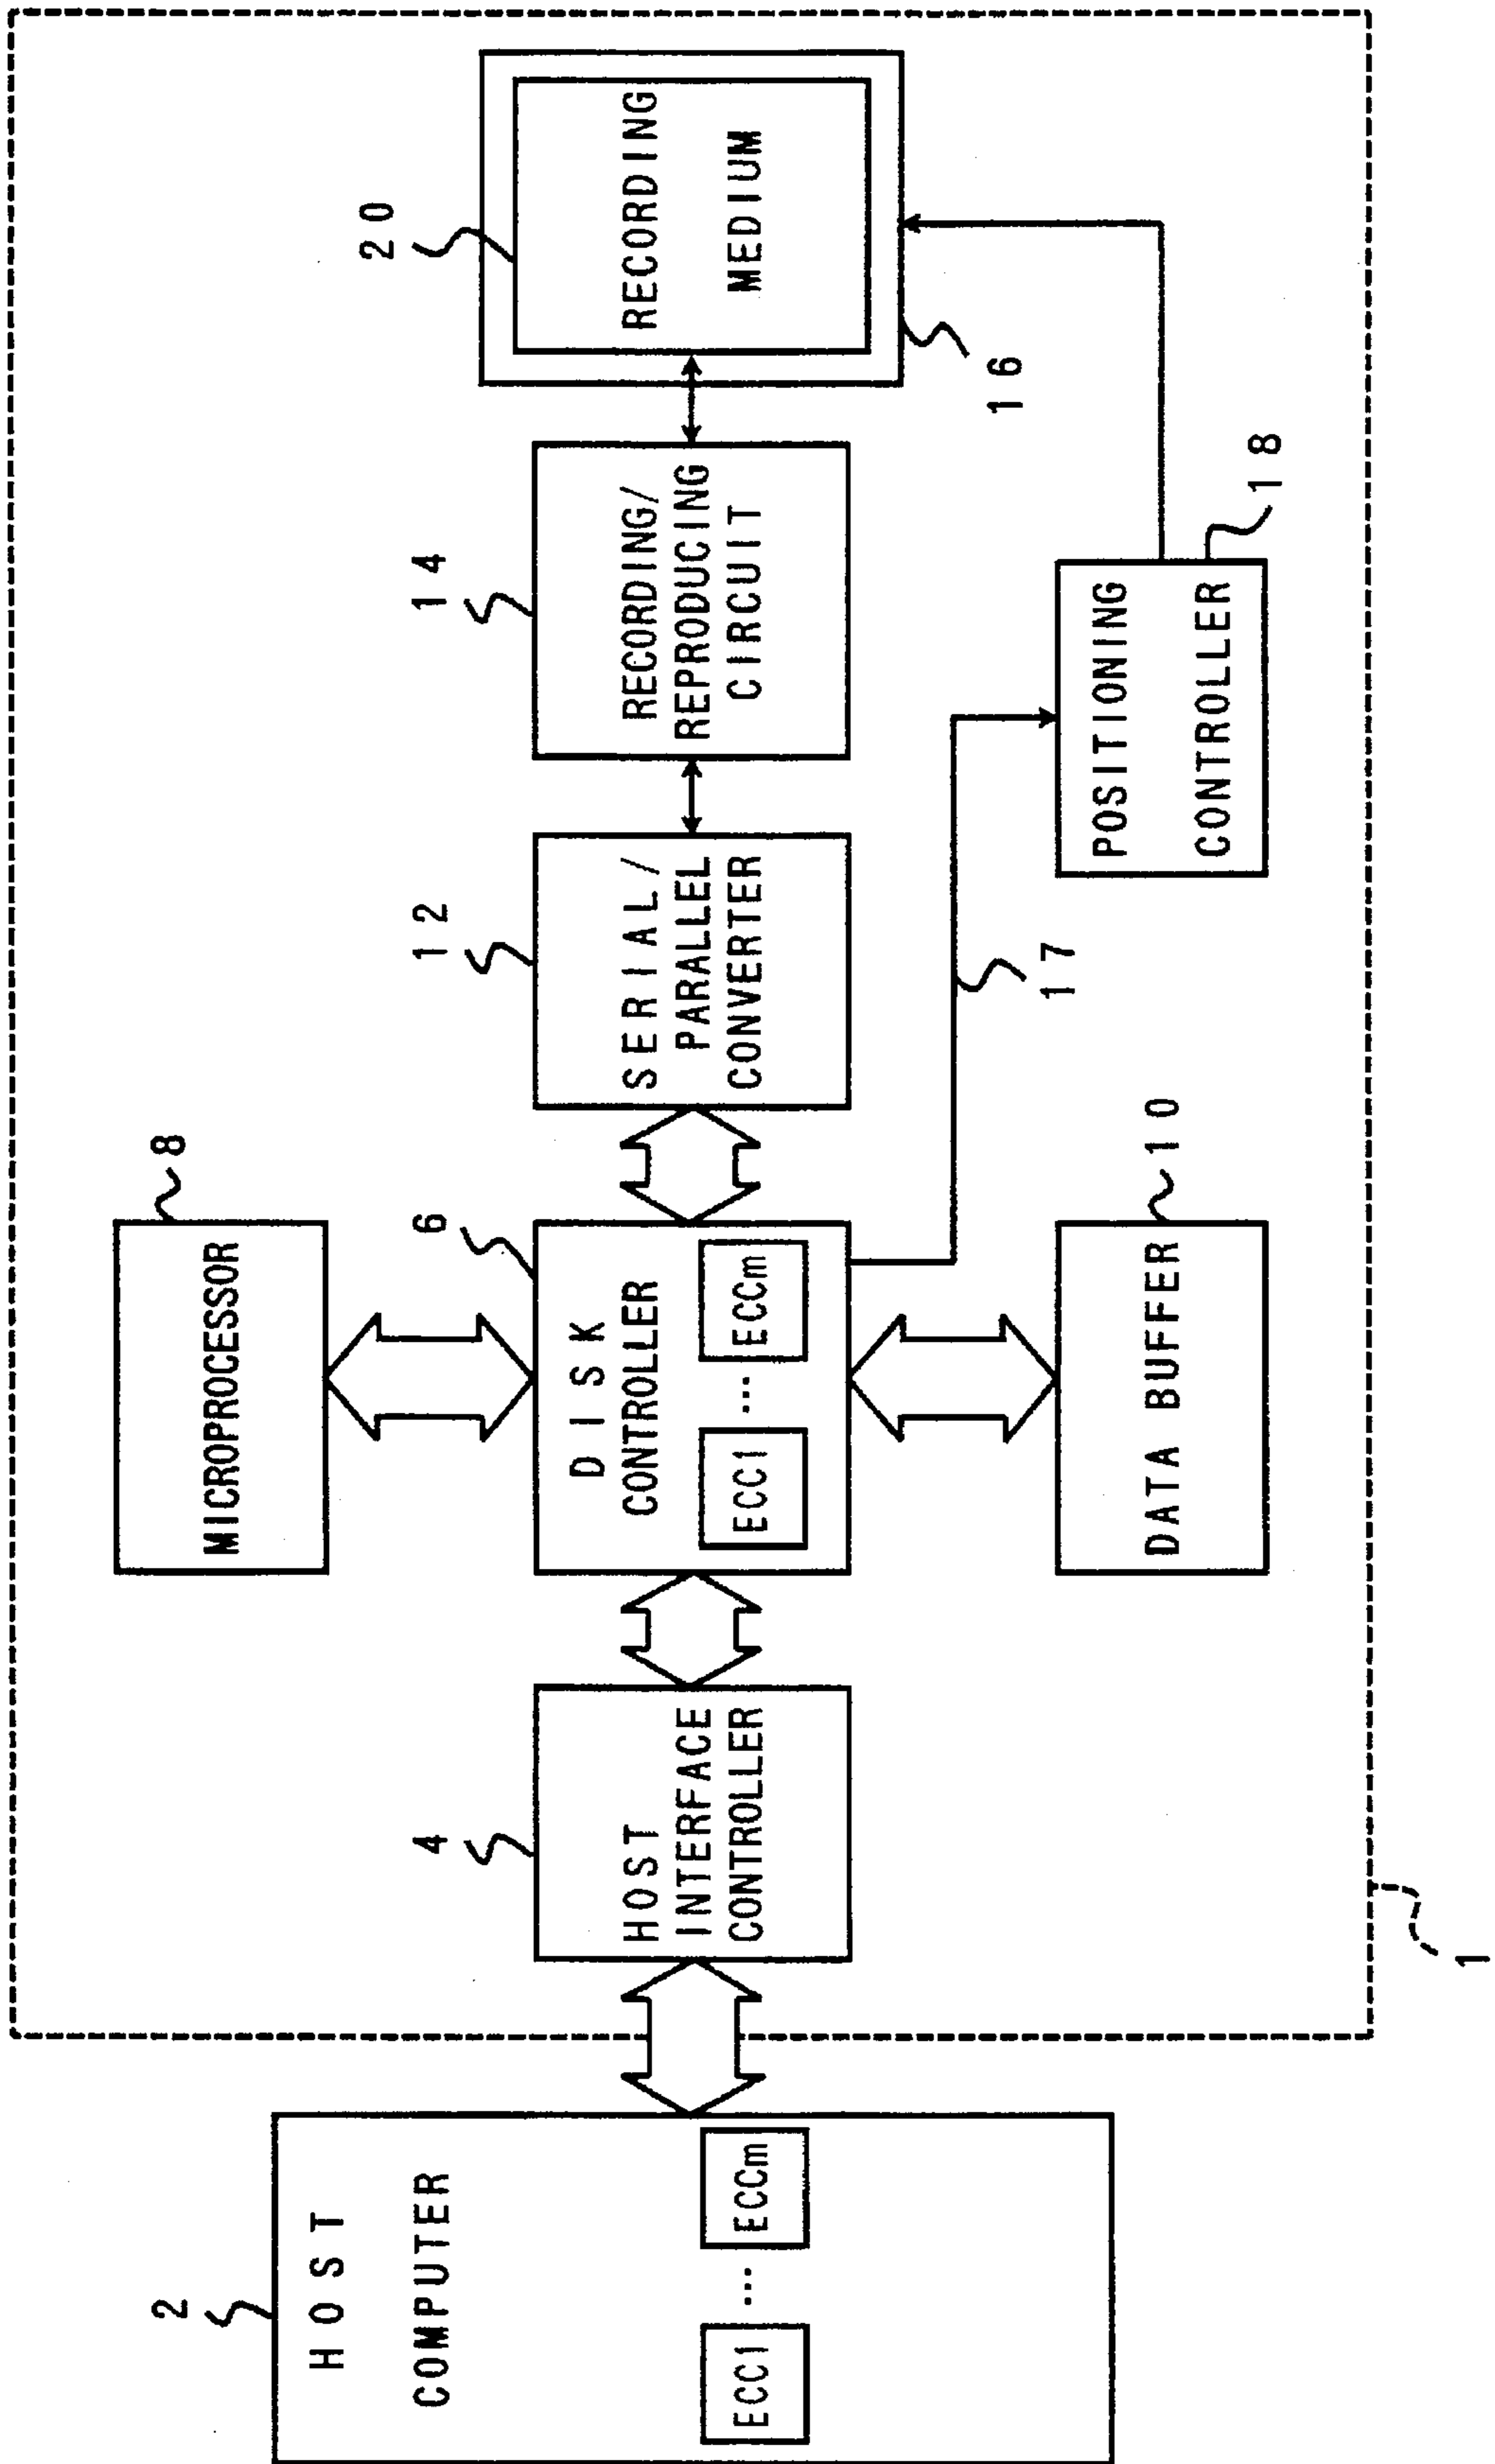 2
HOST
COMPUTER
ECC1 ... ECCm
4
HOST
INTERFACE
CONTROLLER
8
MICROPROCESSOR
6
DISK
CONTROLLER
ECC1 ... ECCm
DATA BUFFER
10
12
SERIAL/
PARALLEL
CONVERTER
14
RECORDING/
REPRODUCING
CIRCUIT
20
RECORDING
MEDIUM
16
17
POSITIONING
CONTROLLER
18
1